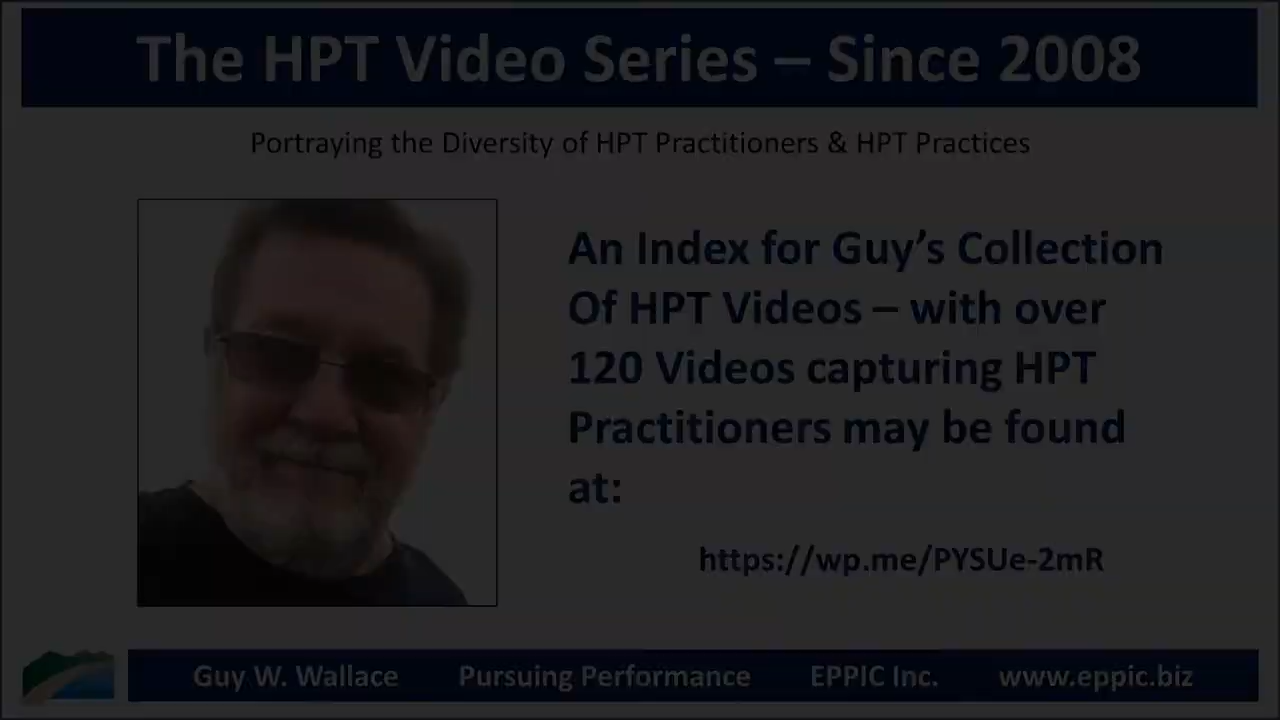 The HPT Video Series – Since 2008
Portraying the Diversity of HPT Practitioners & HPT Practices
An Index for Guy’s Collection
Of HPT Videos – with over
120 Videos capturing HPT
Practitioners may be found
at:
https://wp.me/PYSUe-2mR
Guy W. Wallace Pursuing Performance EPPIC Inc. www.eppic.biz